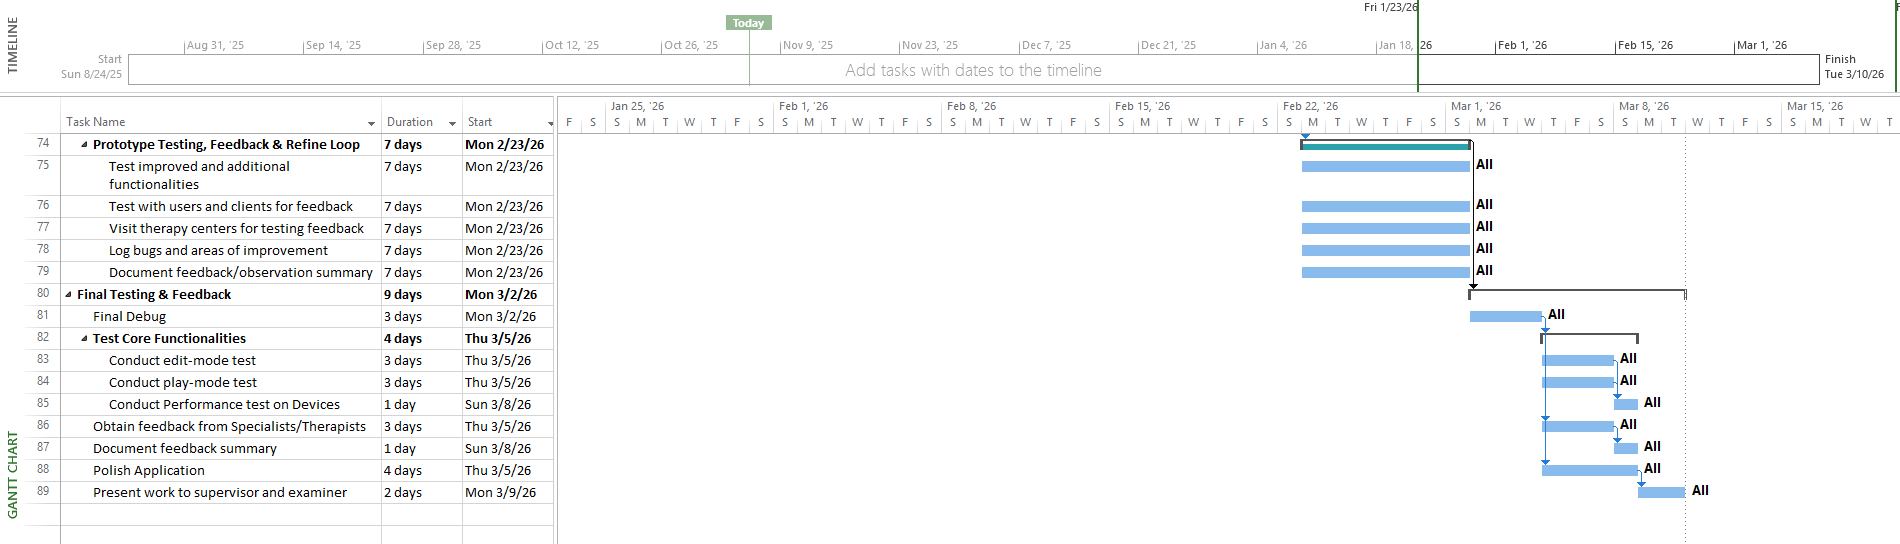 TIMELINE
Fri 1/23/26
Today
Aug 31, '25 Sep 14, '25 Sep 28, '25 Oct 12, '25 Oct 26, '25 Nov 9, '25 Nov 23, '25 Dec 7, '25 Dec 21, '25 Jan 4, '26 Jan 18, '26 Feb 1, '26 Feb 15, '26 Mar 1, '26
Start
Sun 8/24/25
Add tasks with dates to the timeline
Finish
Tue 3/10/26
GANTT CHART
Jan 25, '26 Feb 1, '26 Feb 8, '26 Feb 15, '26 Feb 22, '26 Mar 1, '26 Mar 8, '26 Mar 15, '26
Task Name Duration Start F S S M T W T F S S M T W T F S S M T W T F S S M T W T F S S M T W T F S S M T W T F S S M T W T F S S M T W T
74 Prototype Testing, Feedback & Refine Loop 7 days Mon 2/23/26
75 Test improved and additional 7 days Mon 2/23/26 All
functionalities
76 Test with users and clients for feedback 7 days Mon 2/23/26 All
77 Visit therapy centers for testing feedback 7 days Mon 2/23/26 All
78 Log bugs and areas of improvement 7 days Mon 2/23/26 All
79 Document feedback/observation summary 7 days Mon 2/23/26 All
80 Final Testing & Feedback 9 days Mon 3/2/26
81 Final Debug 3 days Mon 3/2/26 All
82 Test Core Functionalities 4 days Thu 3/5/26
83 Conduct edit-mode test 3 days Thu 3/5/26 All
84 Conduct play-mode test 3 days Thu 3/5/26 All
85 Conduct Performance test on Devices 1 day Sun 3/8/26 All
86 Obtain feedback from Specialists/Therapists 3 days Thu 3/5/26 All
87 Document feedback summary 1 day Sun 3/8/26 All
88 Polish Application 4 days Thu 3/5/26 All
89 Present work to supervisor and examiner 2 days Mon 3/9/26 All